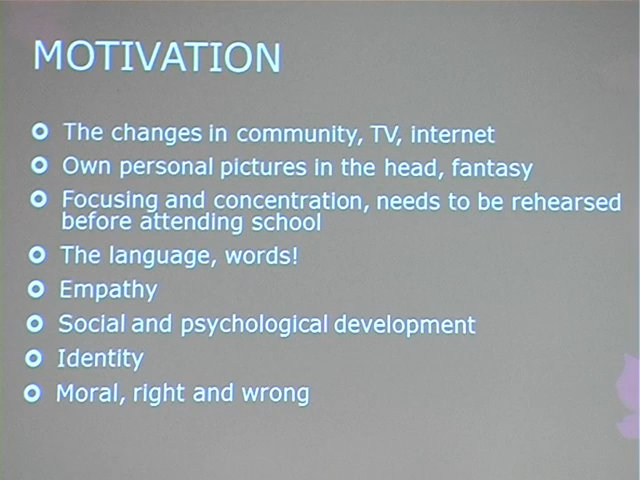 MOTIVATION
The changes in community, TV, internet
Own personal pictures in the head, fantasy
Focusing and concentration, needs to be rehearsed
before attending school
The language, words!
Empathy
Social and psychological development
Identity
Moral, right and wrong